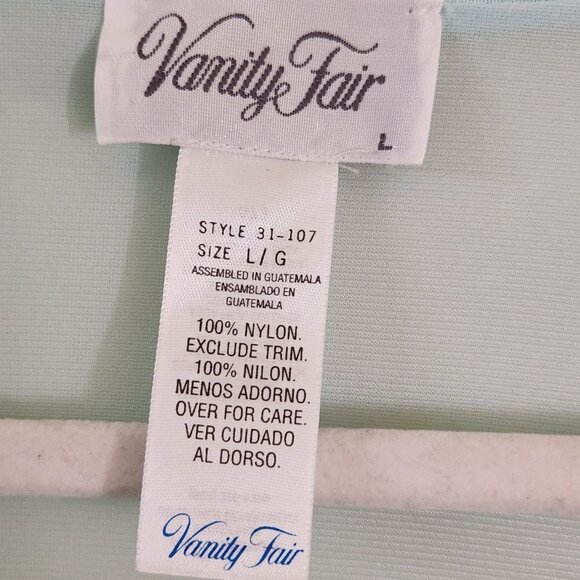 Vanity Fair
L
STYLE 31-107
SIZE L/G
ASSEMBLED IN GUATEMALA
ENSAMBLADO EN
GUATEMALA
100% NYLON.
EXCLUDE TRIM.
100% NILON.
MENOS ADORNO.
OVER FOR CARE.
VER CUIDADO
AL DORSO.
Vanity Fair